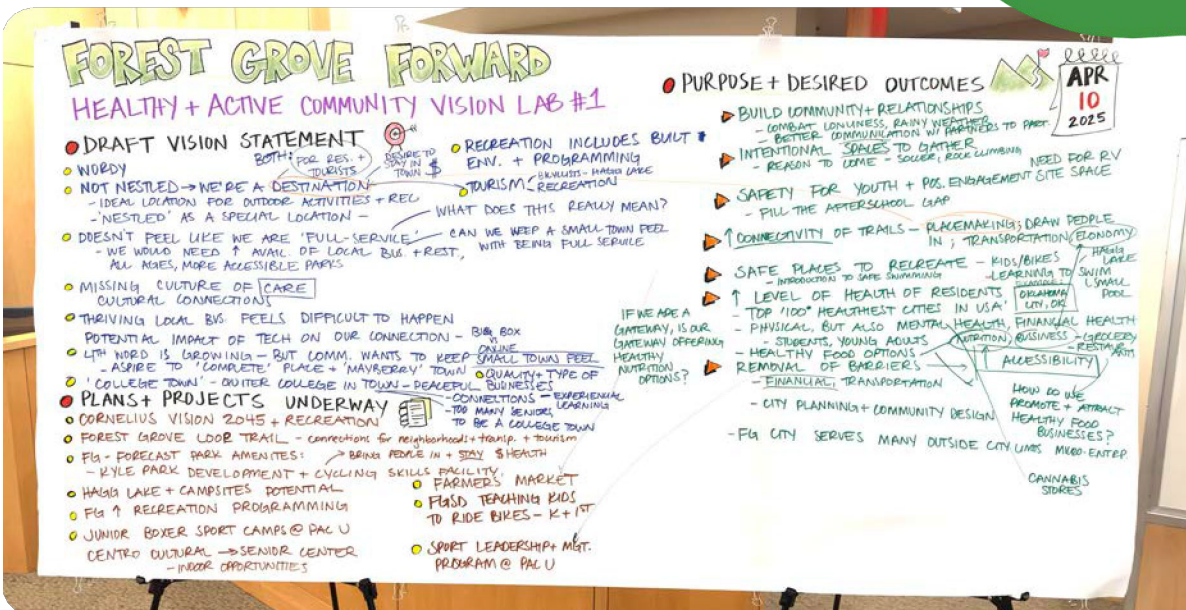 FOREST GROVE FORWARD
HEALTHY + ACTIVE COMMUNITY VISION LAB #1
DRAFT VISION STATEMENT
WORDY
BOTH: FOR RES. +
TOURISTS
DESIRE TO
STAY IN
TOWN $
NOT NESTLED → WE'RE A DESTINATION
- IDEAL LOCATION FOR OUTDOOR ACTIVITIES + REC
- 'NESTLED' AS A SPECIAL LOCATION -
DOESN'T FEEL LIKE WE ARE 'FULL-SERVICE'
- WE WOULD NEED ↑ AVAIL. OF LOCAL BUS. + REST,
ALL AGES, MORE ACCESSIBLE PARKS
MISSING CULTURE OF CARE
CULTURAL CONNECTIONS
THRIVING LOCAL BUS. FEELS DIFFICULT TO HAPPEN
POTENTIAL IMPACT OF TECH ON OUR CONNECTION - BIG BOX
VS
ONLINE
4TH WORD IS GROWING - BUT COMM. WANTS TO KEEP SMALL TOWN FEEL
- ASPIRE TO 'COMPLETE' PLACE + 'MAYBERRY' TOWN
QUALITY + TYPE OF
BUSINESSES
'COLLEGE TOWN' - QUITER COLLEGE IN TOWN - PEACEFUL
- CONNECTIONS - EXPERIENTIAL
LEARNING
- TOO MANY SENIORS,
TO BE A COLLEGE TOWN
RECREATION INCLUDES BUILT
ENV. + PROGRAMMING
TOURISM - BICYCLISTS - HAGG LAKE
RECREATION
WHAT DOES THIS REALLY MEAN?
CAN WE KEEP A SMALL TOWN FEEL
WITH BEING FULL SERVICE
PLANS + PROJECTS UNDERWAY
CORNELIUS VISION 2045 + RECREATION
FOREST GROVE LOOP TRAIL - connections for neighborhoods + transp. + tourism
FG - FORECAST PARK AMENITIES: → BRING PEOPLE IN + STAY $ HEALTH
- KYLE PARK DEVELOPMENT + CYCLING SKILLS FACILITY
HAGG LAKE + CAMPSITES POTENTIAL
FG ↑ RECREATION PROGRAMMING
JUNIOR BOXER SPORT CAMPS @ PAC U
CENTRO CULTURAL → SENIOR CENTER
- INDOOR OPPORTUNITIES
FARMERS' MARKET
FGSD TEACHING KIDS
TO RIDE BIKES - K + 1ST
SPORT LEADERSHIP + MGT.
PROGRAM @ PAC U
PURPOSE + DESIRED OUTCOMES
APR
10
2025
BUILD COMMUNITY + RELATIONSHIPS
- COMBAT LONLINESS, RAINY WEATHER
- BETTER COMMUNICATION W/ PARTNERS TO PART.
INTENTIONAL SPACES TO GATHER
- REASON TO COME - SOCCER, ROCK CLIMBING
NEED FOR RV
SITE SPACE
SAFETY FOR YOUTH + POS. ENGAGEMENT
- FILL THE AFTERSCHOOL GAP
↑ CONNECTIVITY OF TRAILS - PLACEMAKING; DRAW PEOPLE
IN; TRANSPORTATION, ECONOMY
HAGG
LAKE
SAFE PLACES TO RECREATE - KIDS/BIKES
- INTRODUCTION TO SAFE SWIMMING
- LEARNING TO SWIM
SMALL
POOL
↑ LEVEL OF HEALTH OF RESIDENTS
EXAMPLE:
OKLAHOMA
CITY, OK
- TOP '100 HEALTHIEST CITIES IN USA'
- PHYSICAL, BUT ALSO MENTAL HEALTH, FINANCIAL HEALTH
- STUDENTS, YOUNG ADULTS
NUTRITION
BUSINESS - GROCERY
- RESTAURANTS
- HEALTHY FOOD OPTIONS
ACCESSIBILITY
REMOVAL OF BARRIERS
- FINANCIAL, TRANSPORTATION
- CITY PLANNING + COMMUNITY DESIGN
HOW DO WE
PROMOTE + ATTRACT
HEALTHY FOOD
BUSINESSES?
- FG CITY SERVES MANY OUTSIDE CITY LIMITS
MICRO-ENTRP.
CANNABIS
STORES
IF WE ARE A
GATEWAY, IS OUR
GATEWAY OFFERING
HEALTHY
NUTRITION
OPTIONS?